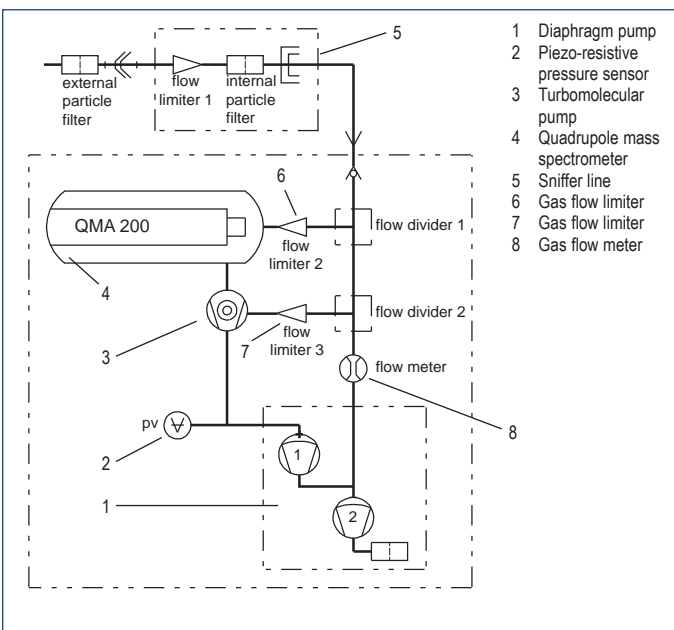 5
external
particle
filter
flow
limiter 1
internal
particle
filter
1 Diaphragm pump
2 Piezo-resistive
pressure sensor
3 Turbomolecular
pump
4 Quadrupole mass
spectrometer
5 Sniffer line
6 Gas flow limiter
7 Gas flow limiter
8 Gas flow meter
6
QMA 200
flow
limiter 2
flow divider 1
4
3
7
flow
limiter 3
flow divider 2
flow meter
8
pv
2
1
1
2